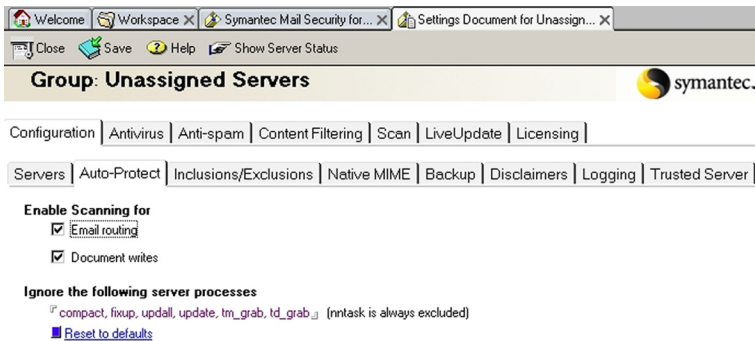 Welcome Workspace Symantec Mail Security for... Settings Document for Unassign...
Close Save Help Show Server Status
Group: Unassigned Servers symantec.
Configuration Antivirus Anti-spam Content Filtering Scan LiveUpdate Licensing
Servers Auto-Protect Inclusions/Exclusions Native MIME Backup Disclaimers Logging Trusted Server
Enable Scanning for
Email routing
Document writes
Ignore the following server processes
compact, fixup, updall, update, tm_grab, td_grab (nntask is always excluded)
Reset to defaults